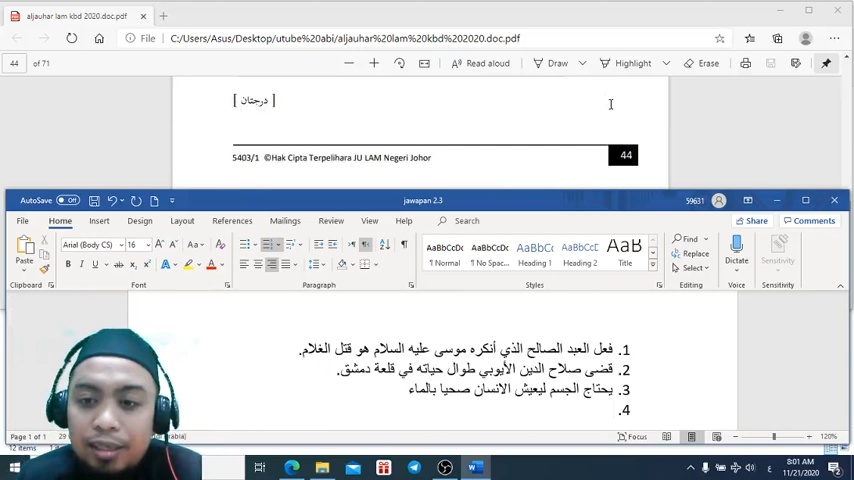 aljauhar lam kbd 2020.doc.pdf
File C:/Users/Asus/Desktop/utube%20abi/aljauhar%20lam%20kbd%202020.doc.pdf
44 of 71 Read aloud Draw Highlight Erase
[ درجتان ]
5403/1 ©Hak Cipta Terpelihara JU LAM Negeri Johor 44
AutoSave Off jawapan 2.3 59631
File Home Insert Design Layout References Mailings Review View Help Search Share Comments
Arial (Body CS) 16 AaBbCcDc AaBbCcDc AaBbCc AaBbCcD AaB Find
Paste Normal No Spac... Heading 1 Heading 2 Title Replace Select Dictate Sensitivity
Clipboard Font Paragraph Styles Editing Voice Sensitivity
1. فعل العبد الصالح الذي أنكره موسى عليه السلام هو قتل الغلام.
2. قضى صلاح الدين الأيوبي طوال حياته في قلعة دمشق.
3. يحتاج الجسم ليعيش الانسان صحيا بالماء
4.
Page 1 of 1 29 Focus 120%
12 items
8:01 AM
11/21/2020